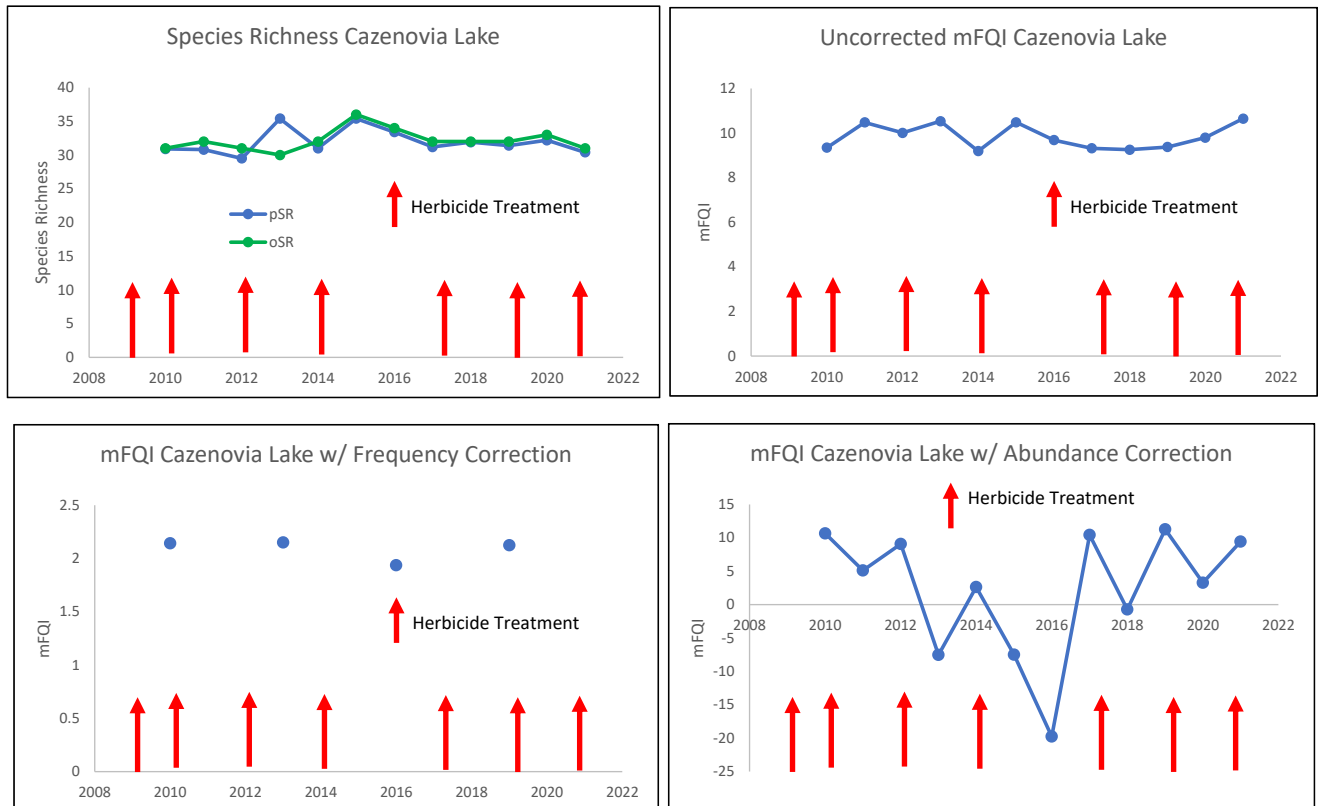 Species Richness Cazenovia Lake
Species Richness
40
35
30
25
20
15
10
5
0
2008 2010 2012 2014 2016 2018 2020 2022
pSR
oSR
Herbicide Treatment
Uncorrected mFQI Cazenovia Lake
mFQI
12
10
8
6
4
2
0
2008 2010 2012 2014 2016 2018 2020 2022
Herbicide Treatment
mFQI Cazenovia Lake w/ Frequency Correction
mFQI
2.5
2
1.5
1
0.5
0
2008 2010 2012 2014 2016 2018 2020 2022
Herbicide Treatment
mFQI Cazenovia Lake w/ Abundance Correction
Herbicide Treatment
mFQI
15
10
5
0
-5
-10
-15
-20
-25
2008 2010 2012 2014 2016 2018 2020 2022